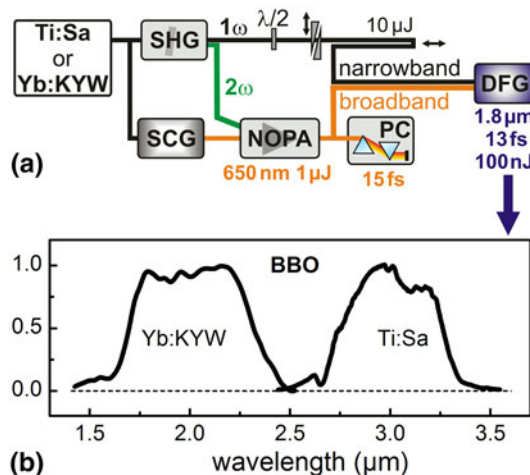 Ti:Sa
or
Yb:KYW
SHG
1ω
λ/2
10 µJ
2ω
narrowband
broadband
DFG
SCG
NOPA
PC
650 nm 1 µJ
15 fs
1.8 µm
13 fs
100 nJ
(a)
BBO
1.0
0.5
0.0
Yb:KYW
Ti:Sa
1.5 2.0 2.5 3.0 3.5
wavelength (µm)
(b)